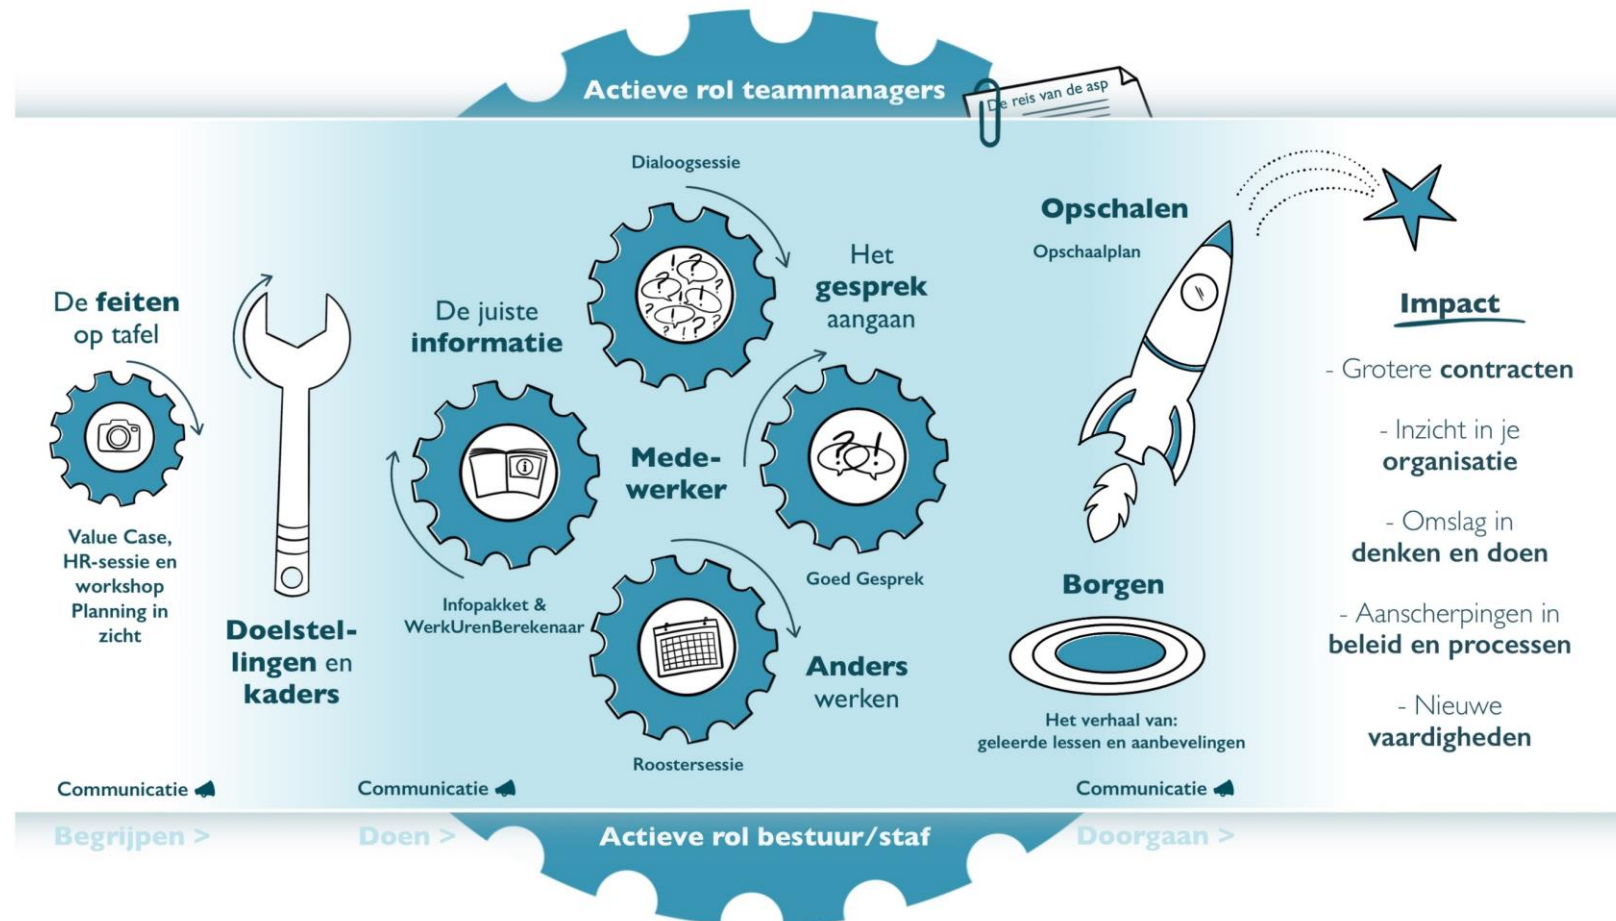 Actieve rol teammanagers
De reis van de asp
De feiten
op tafel
Value Case,
HR-sessie en
workshop
Planning in
zicht
Doelstel-
lingen en
kaders
De juiste
informatie
Infopakket &
WerkUrenBerekenaar
Dialoogsessie
Het
gesprek
aangaan
Mede-
werker
Goed Gesprek
Anders
werken
Roostersessie
Opschalen
Opschaalplan
Borgen
Het verhaal van:
geleerde lessen en aanbevelingen
Impact
- Grotere contracten
- Inzicht in je
organisatie
- Omslag in
denken en doen
- Aanscherpingen in
beleid en processen
- Nieuwe
vaardigheden
Communicatie
Communicatie
Communicatie
Begrijpen >
Doen >
Actieve rol bestuur/staf
Doorgaan >